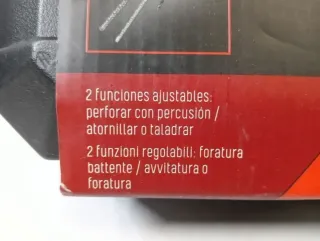 2 funciones ajustables:
perforar con percusión /
atornillar o taladrar
2 funzioni regolabili: foratura
battente / avvitatura o
foratura